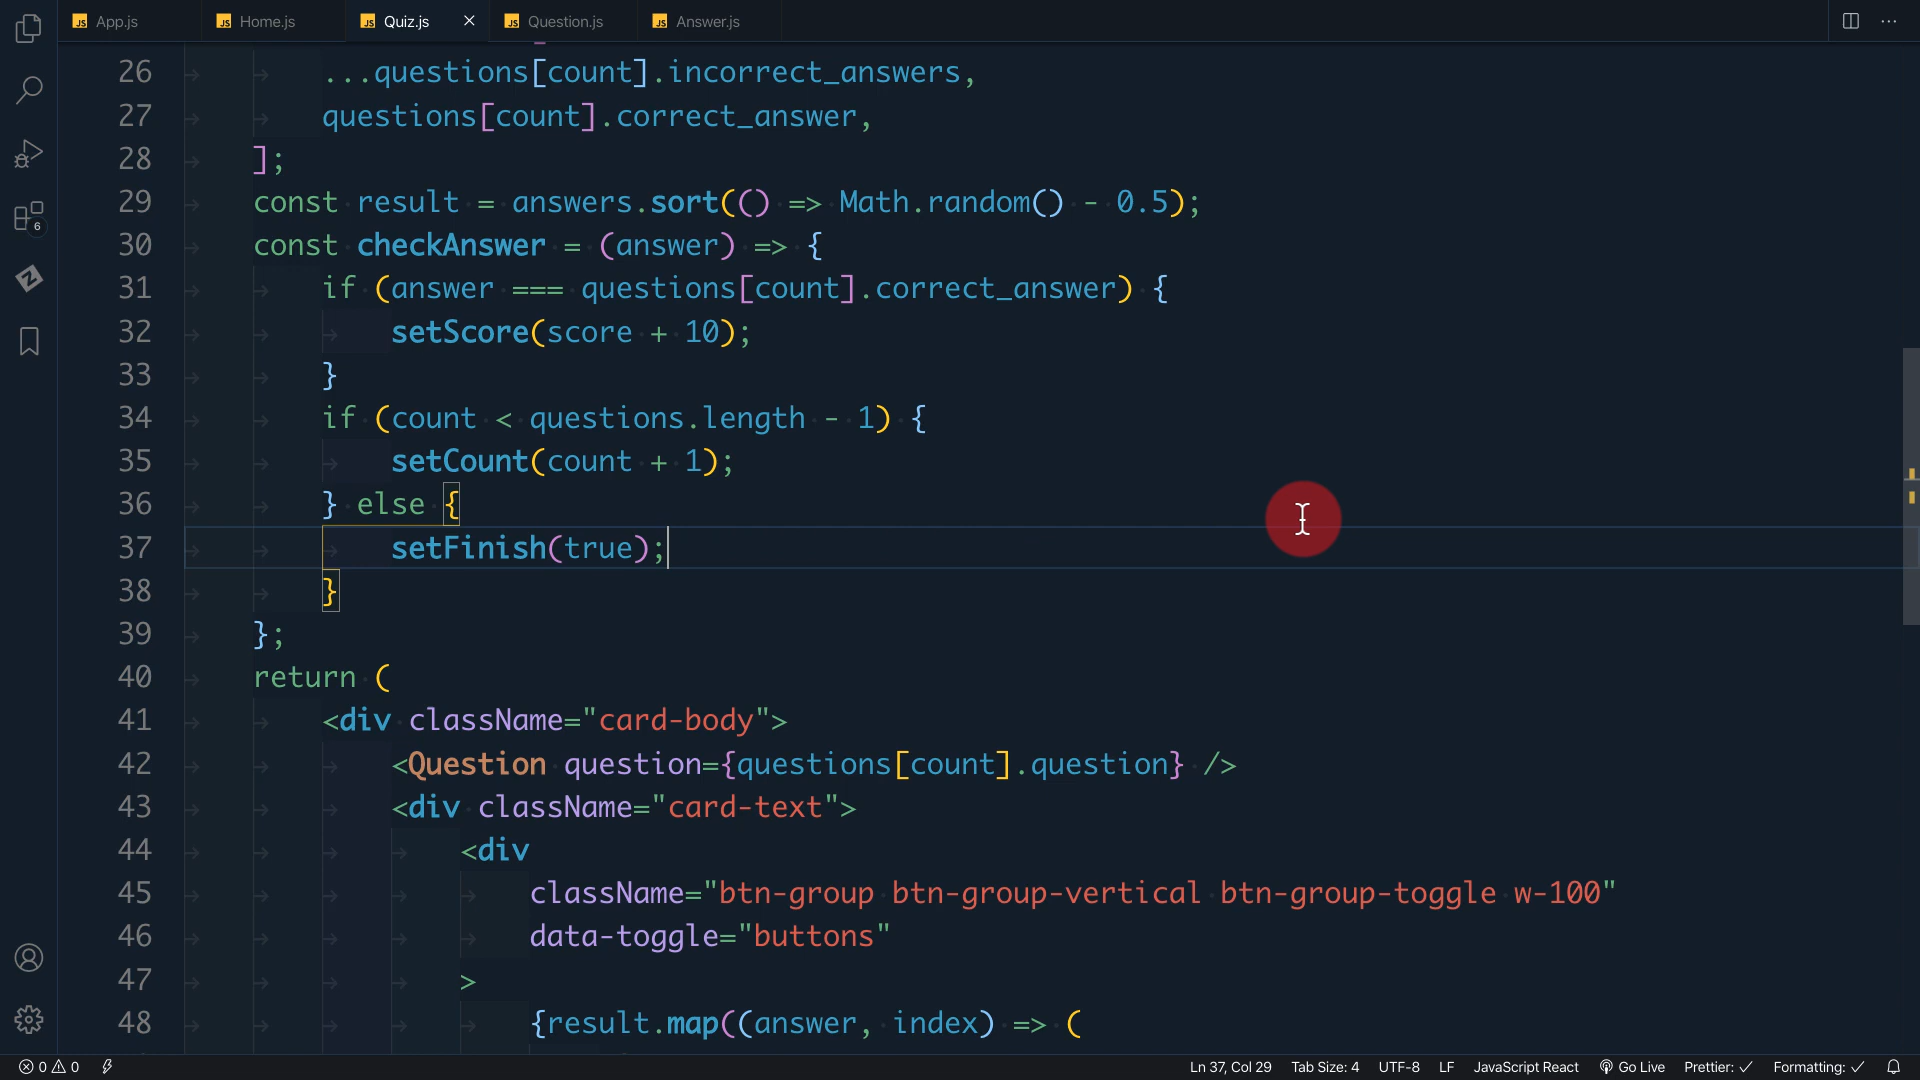 App.js Home.js Quiz.js Question.js Answer.js
26 ...questions[count].incorrect_answers,
27 questions[count].correct_answer,
28 ];
29 const result = answers.sort(() => Math.random() - 0.5);
30 const checkAnswer = (answer) => {
31 if (answer === questions[count].correct_answer) {
32 setScore(score + 10);
33 }
34 if (count < questions.length - 1) {
35 setCount(count + 1);
36 } else {
37 setFinish(true);
38 }
39 };
40 return (
41 <div className="card-body">
42 <Question question={questions[count].question} />
43 <div className="card-text">
44 <div
45 className="btn-group btn-group-vertical btn-group-toggle w-100"
46 data-toggle="buttons"
47 >
48 {result.map((answer, index) => (
6
0 0 Ln 37, Col 29 Tab Size: 4 UTF-8 LF JavaScript React Go Live Prettier: ✓ Formatting: ✓